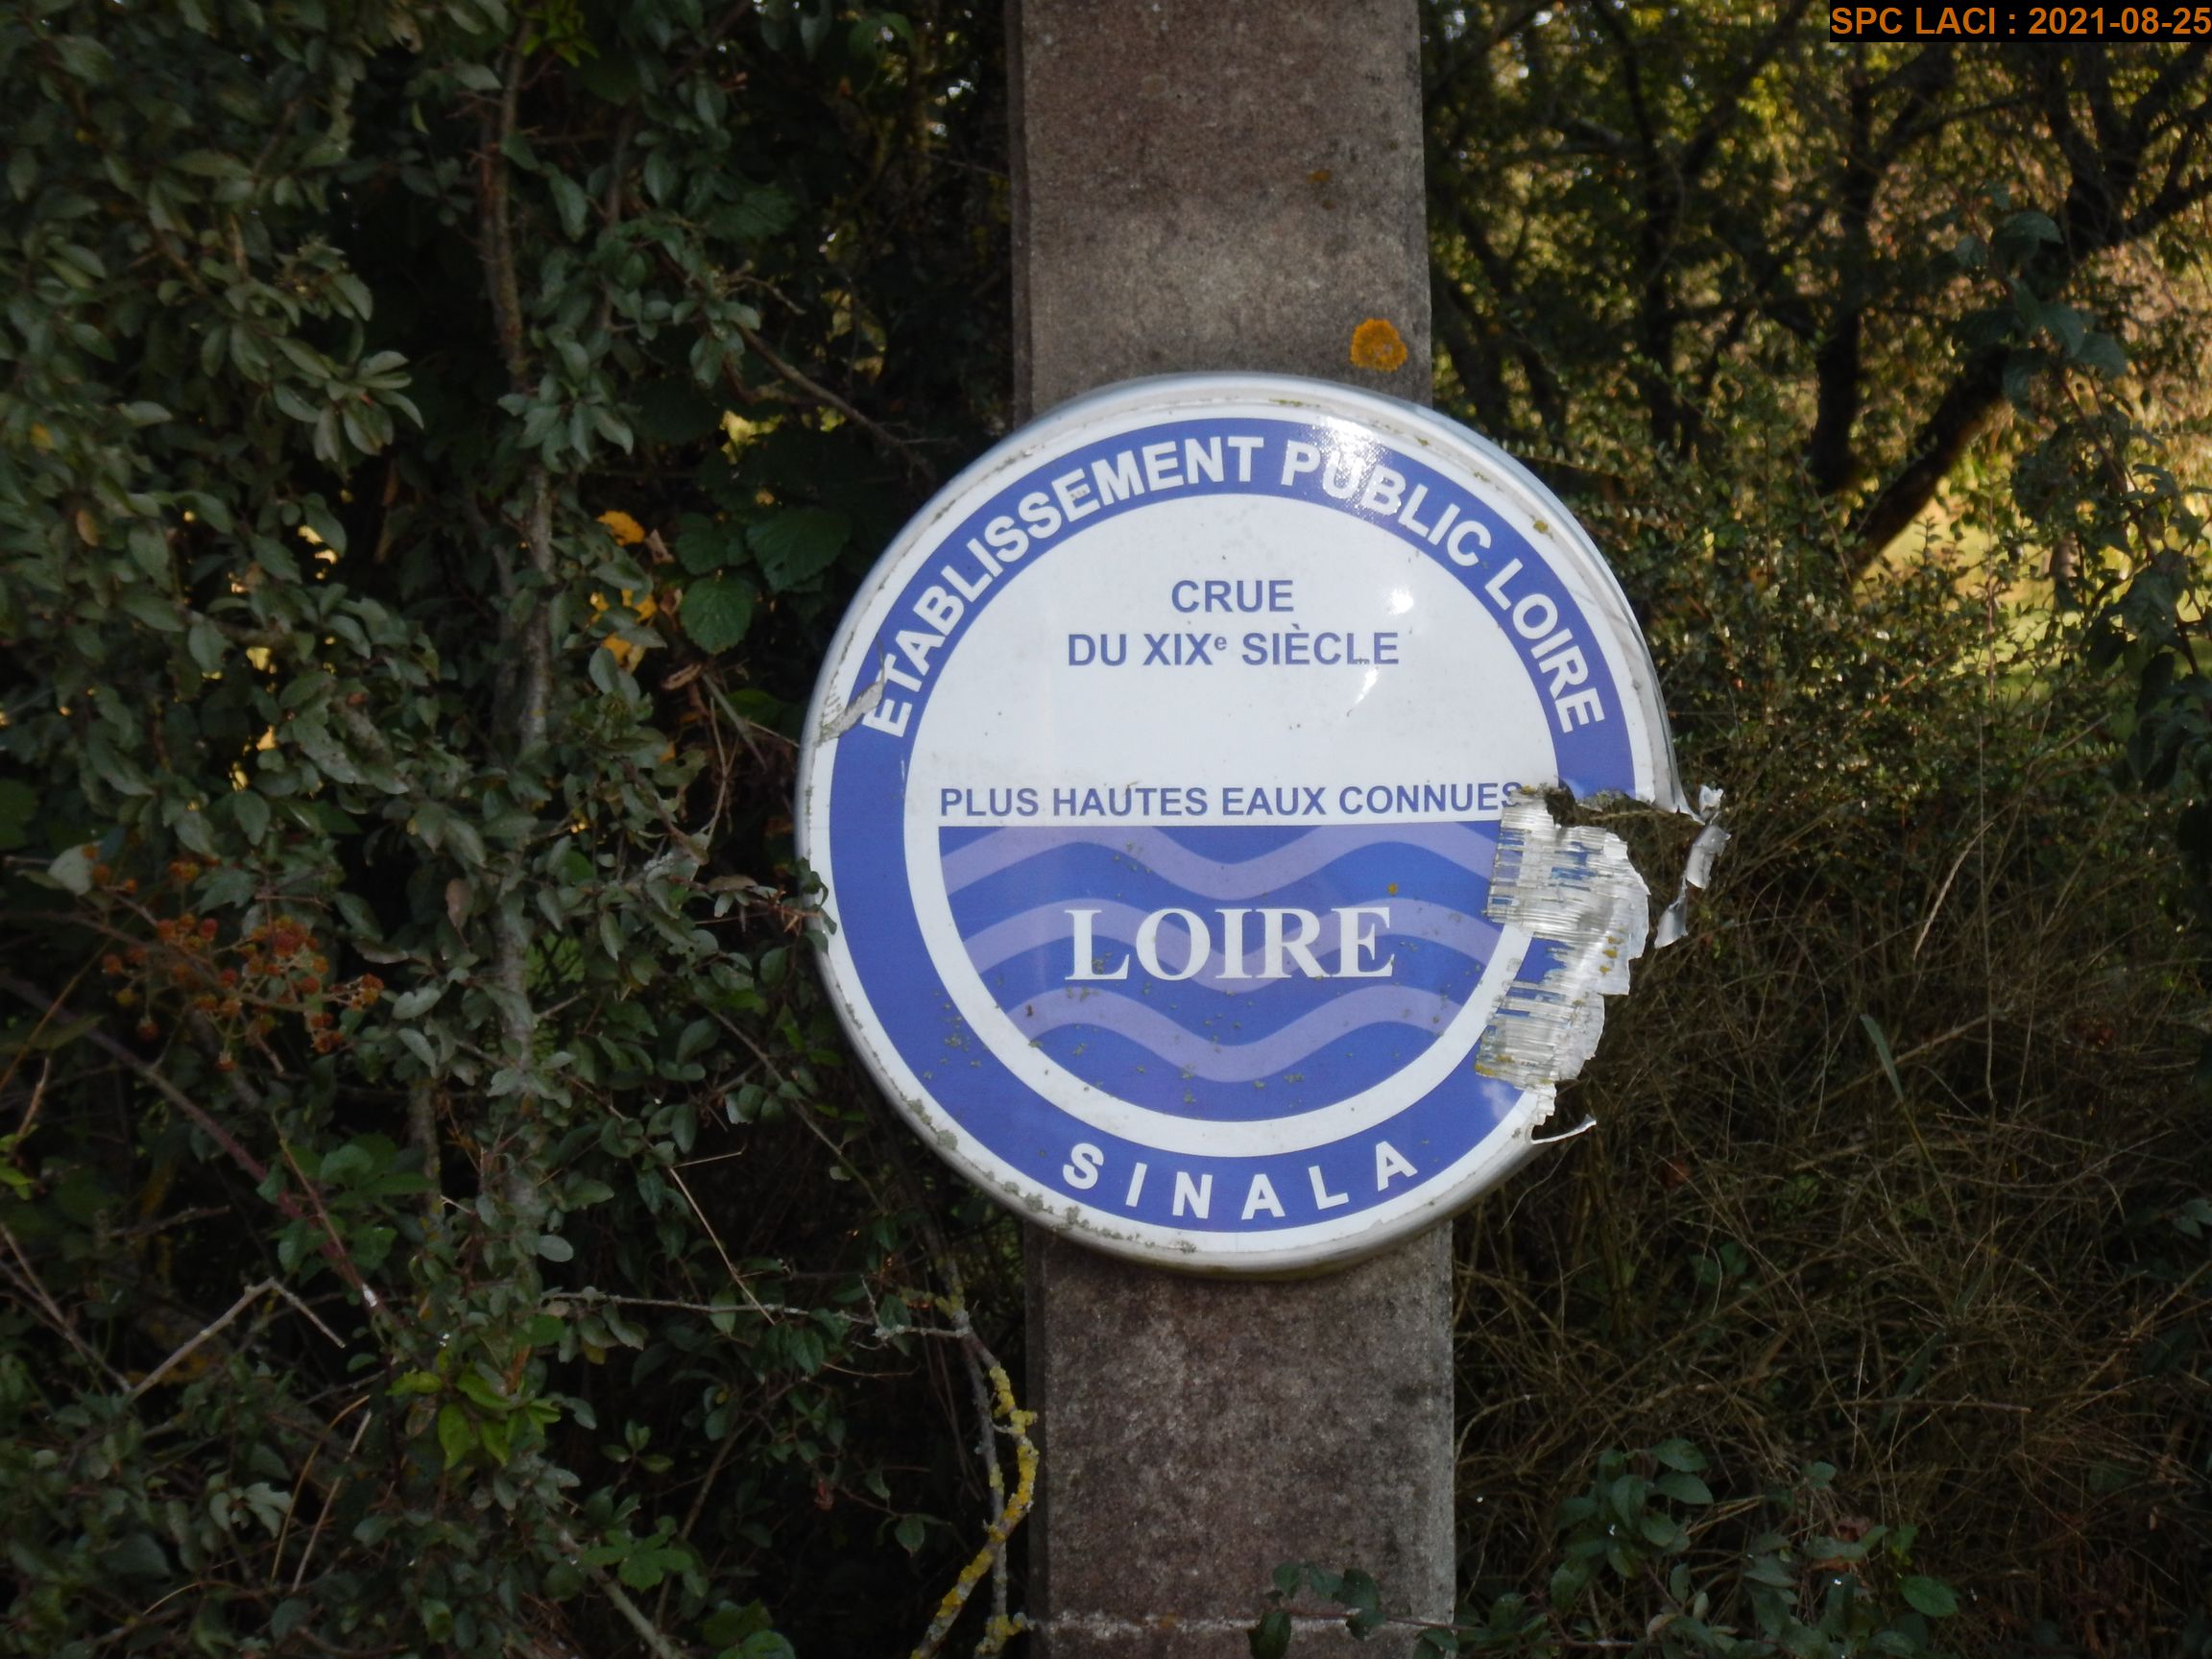 SPC LACI : 2021-08-25
ETABLISSEMENT PUBLIC LOIRE
CRUE
DU XIXe SIÈCLE
PLUS HAUTES EAUX CONNUES
LOIRE
SINALA